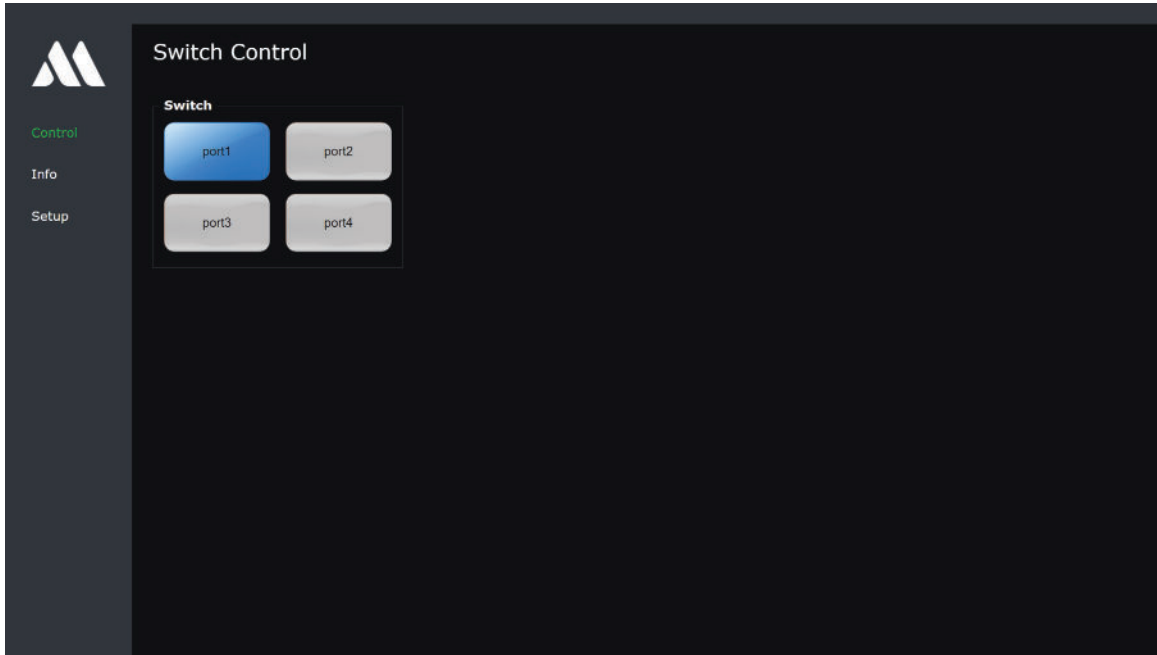 Switch Control
Control
Info
Setup
Switch
port1 port2
port3 port4